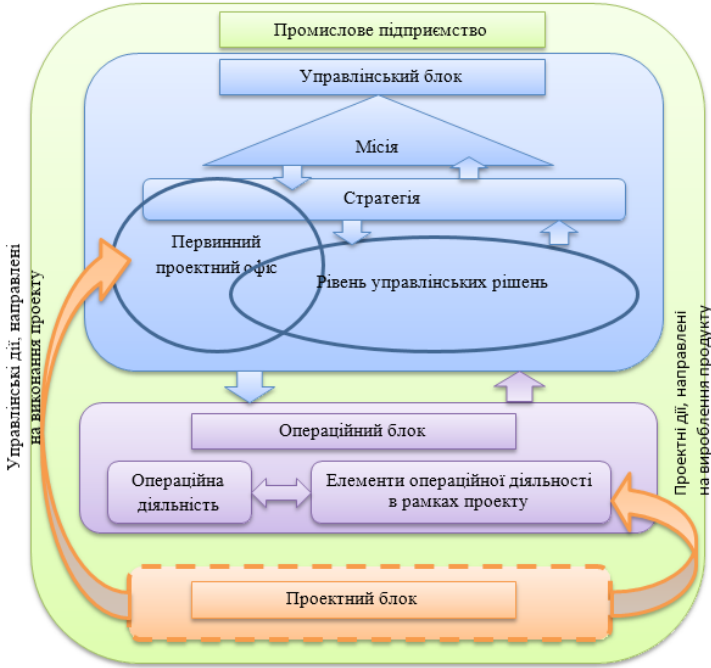 Промислове підприємство
Управлінський блок
Місія
Стратегія
Первинний
проектний офіс
Рівень управлінських рішень
Управлінські дії, направлені
на виконання проекту
Проектні дії, направлені
на вироблення продукту
Операційний блок
Операційна
діяльність
Елементи операційної діяльності
в рамках проекту
Проектний блок